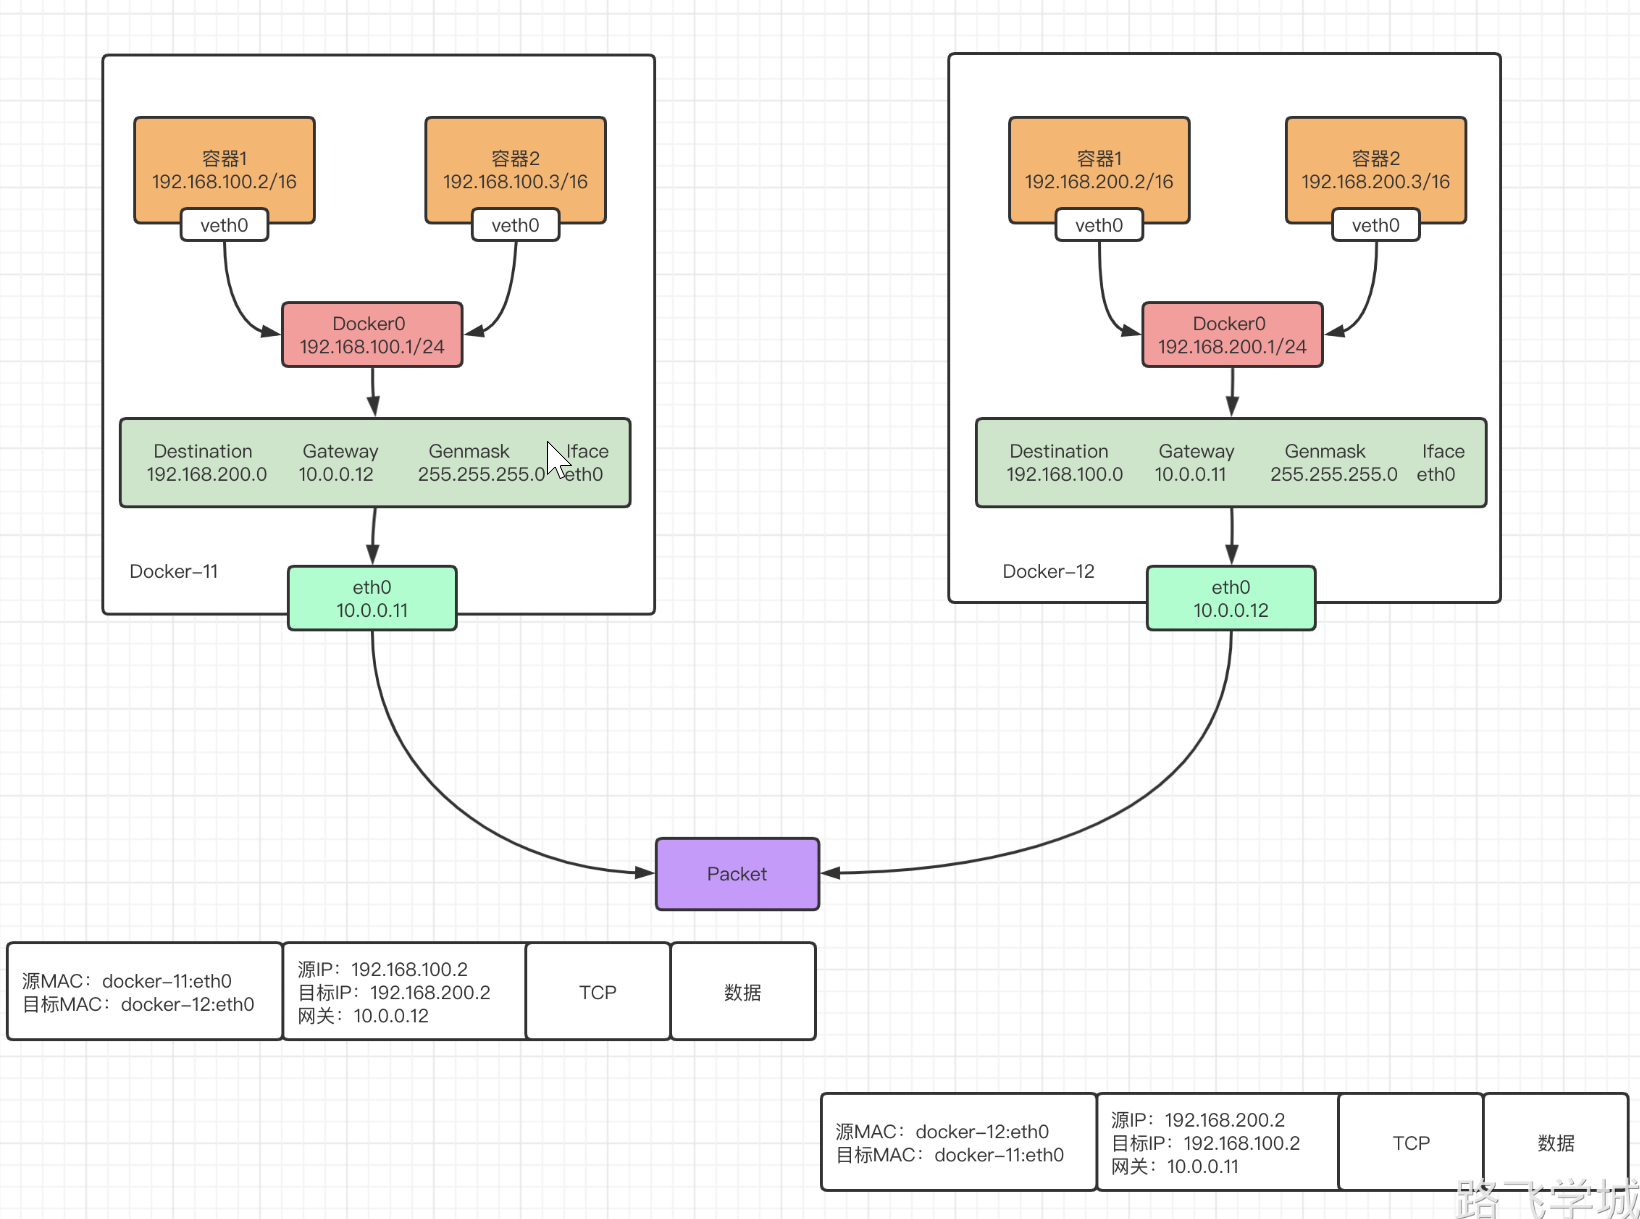 容器1
192.168.100.2/16
veth0
容器2
192.168.100.3/16
veth0
Docker0
192.168.100.1/24
Destination Gateway Genmask Iface
192.168.200.0 10.0.0.12 255.255.255.0 eth0
Docker-11
eth0
10.0.0.11
容器1
192.168.200.2/16
veth0
容器2
192.168.200.3/16
veth0
Docker0
192.168.200.1/24
Destination Gateway Genmask Iface
192.168.100.0 10.0.0.11 255.255.255.0 eth0
Docker-12
eth0
10.0.0.12
Packet
源MAC：docker-11:eth0
目标MAC：docker-12:eth0
源IP：192.168.100.2
目标IP：192.168.200.2
网关：10.0.0.12
TCP
数据
源MAC：docker-12:eth0
目标MAC：docker-11:eth0
源IP：192.168.200.2
目标IP：192.168.100.2
网关：10.0.0.11
TCP
数据
路飞学城